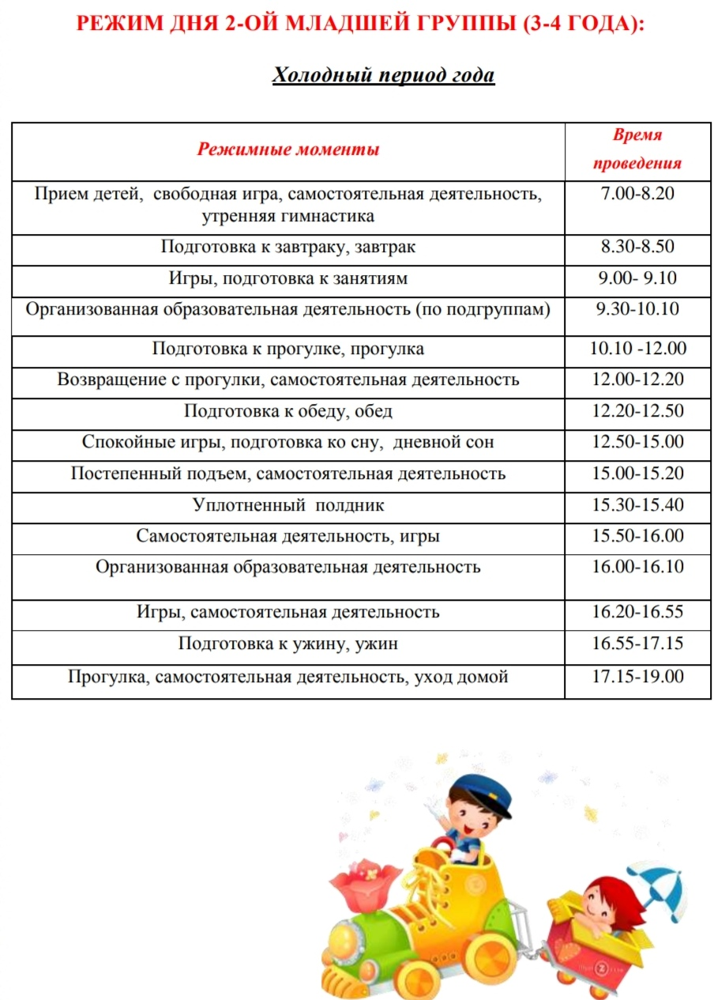 РЕЖИМ ДНЯ 2-ОЙ МЛАДШЕЙ ГРУППЫ (3-4 ГОДА):
Холодный период года
Режимные моменты
Время
проведения
Прием детей, свободная игра, самостоятельная деятельность,
утренняя гимнастика
7.00-8.20
Подготовка к завтраку, завтрак
8.30-8.50
Игры, подготовка к занятиям
9.00- 9.10
Организованная образовательная деятельность (по подгруппам)
9.30-10.10
Подготовка к прогулке, прогулка
10.10 -12.00
Возвращение с прогулки, самостоятельная деятельность
12.00-12.20
Подготовка к обеду, обед
12.20-12.50
Спокойные игры, подготовка ко сну, дневной сон
12.50-15.00
Постепенный подъем, самостоятельная деятельность
15.00-15.20
Уплотненный полдник
15.30-15.40
Самостоятельная деятельность, игры
15.50-16.00
Организованная образовательная деятельность
16.00-16.10
Игры, самостоятельная деятельность
16.20-16.55
Подготовка к ужину, ужин
16.55-17.15
Прогулка, самостоятельная деятельность, уход домой
17.15-19.00